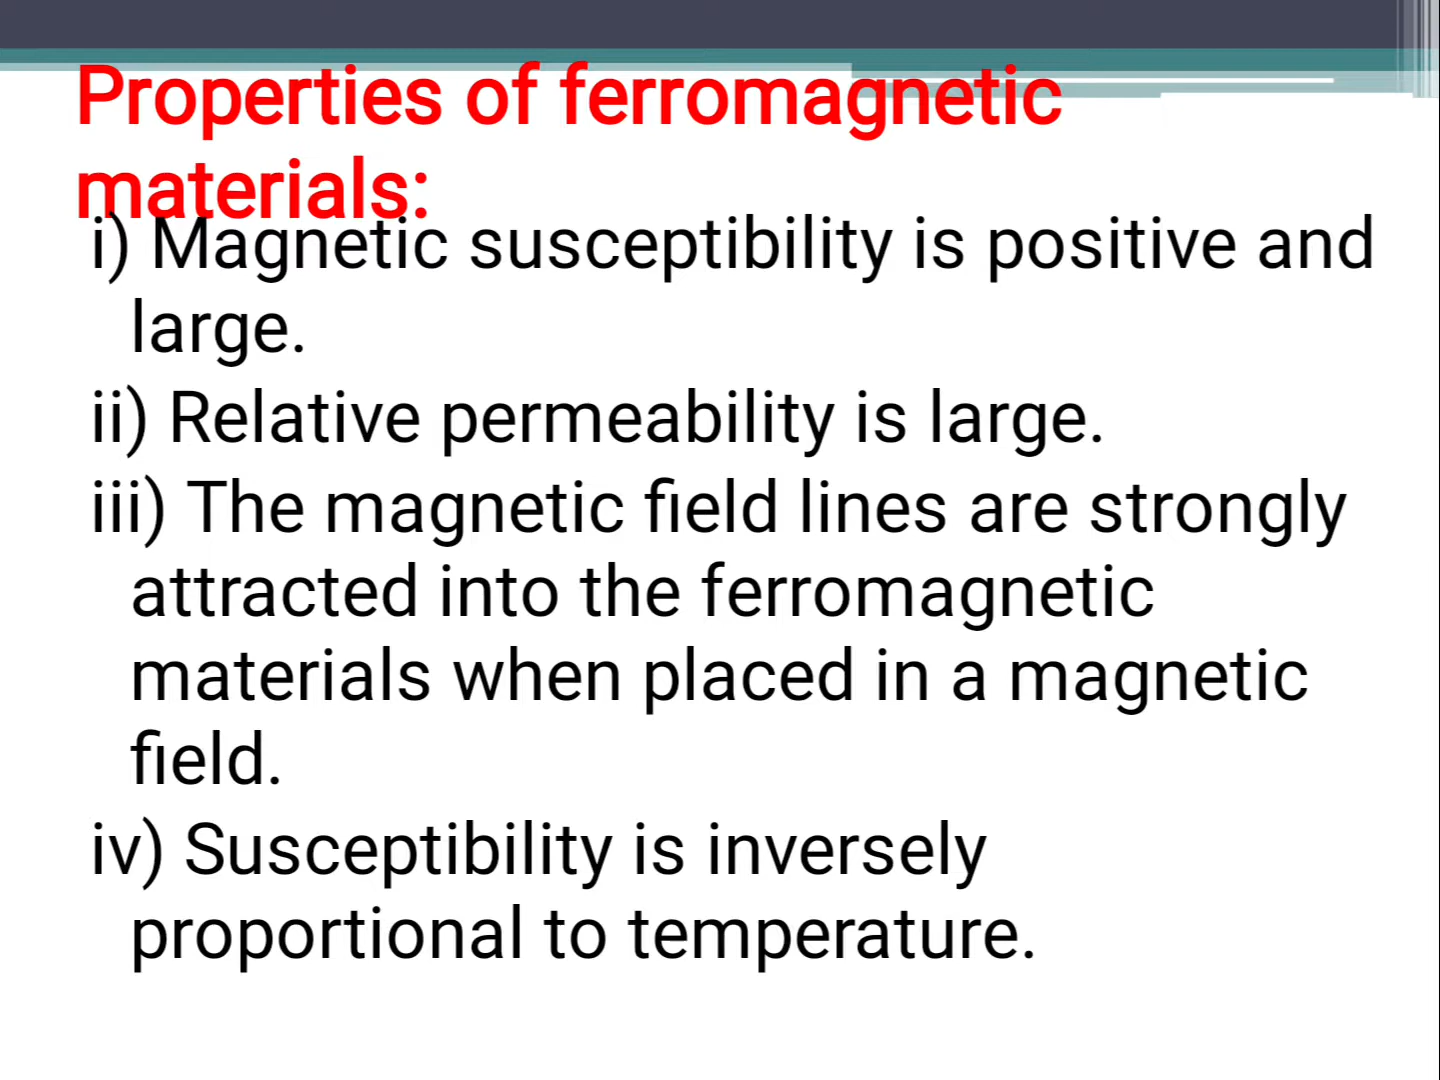 Properties of ferromagnetic
materials:
i) Magnetic susceptibility is positive and
large.
ii) Relative permeability is large.
iii) The magnetic field lines are strongly
attracted into the ferromagnetic
materials when placed in a magnetic
field.
iv) Susceptibility is inversely
proportional to temperature.